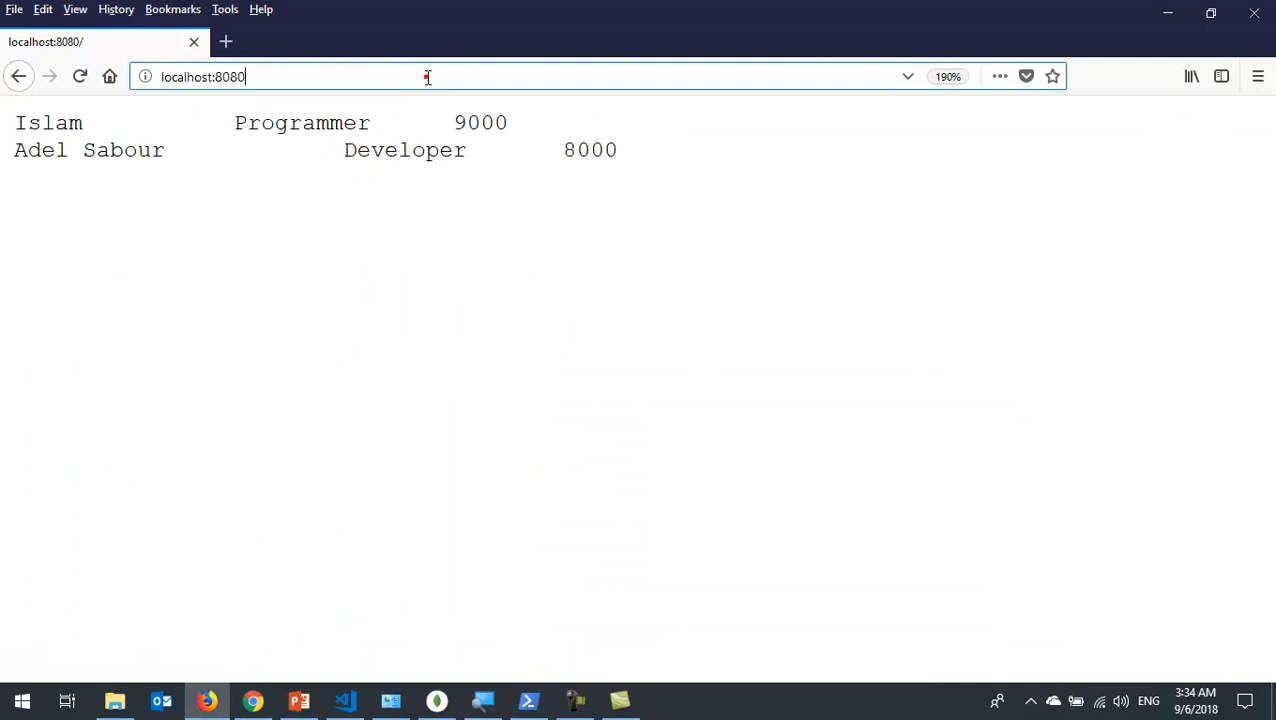 File Edit View History Bookmarks Tools Help
localhost:8080/
localhost:8080
190%
Islam Programmer 9000
Adel Sabour Developer 8000
ENG
3:34 AM
9/6/2018